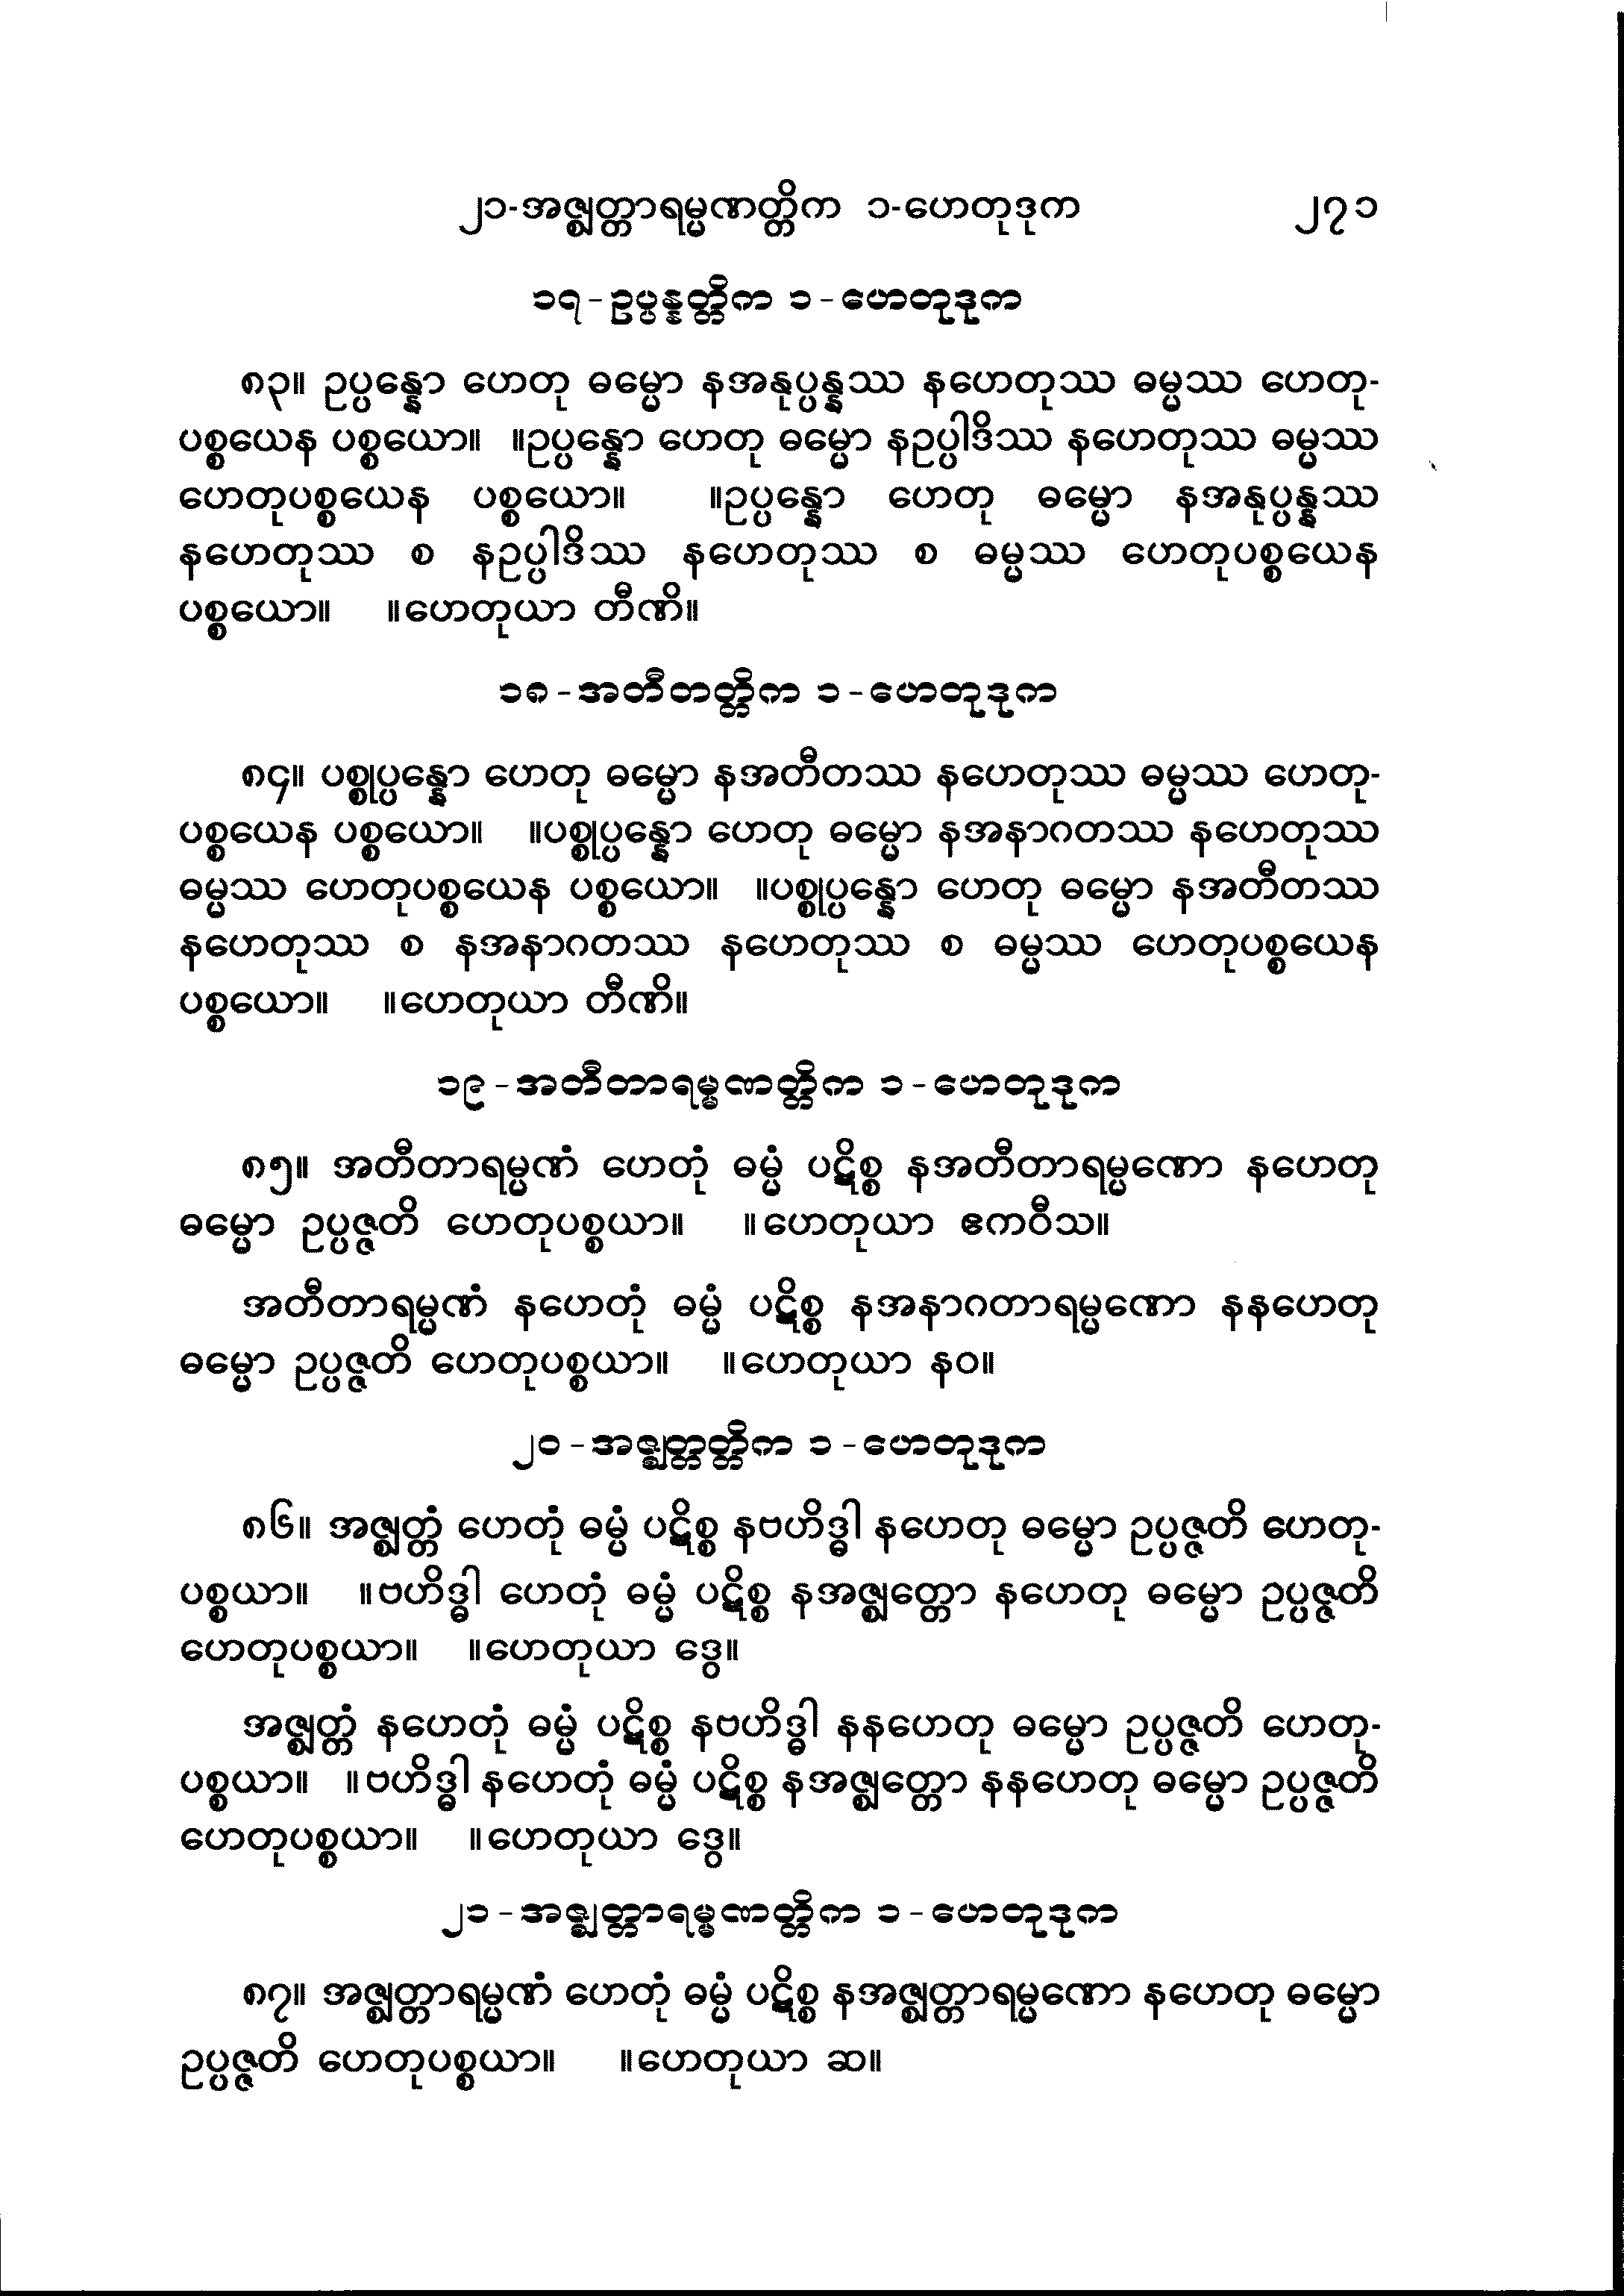 ၂၁-အဇ္ဈတ္တာရမ္မဏတ္တိက ၁-ဟေတုဒုက ၂၇၁
၁၇-ဥပ္ပန္နတ္တိက ၁-ဟေတုဒုက
၈၃။ ဥပ္ပန္နော ဟေတု ဓမ္မော နအနုပ္ပန္နဿ နဟေတုဿ ဓမ္မဿ ဟေတု-
ပစ္စယေန ပစ္စယော။ ။ဥပ္ပန္နော ဟေတု ဓမ္မော နဥပ္ပါဒိဿ နဟေတုဿ ဓမ္မဿ
ဟေတုပစ္စယေန ပစ္စယော။ ။ဥပ္ပန္နော ဟေတု ဓမ္မော နအနုပ္ပန္နဿ
နဟေတုဿ စ နဥပ္ပါဒိဿ နဟေတုဿ စ ဓမ္မဿ ဟေတုပစ္စယေန
ပစ္စယော။ ။ဟေတုယာ တီဏိ။
၁၈-အတီတတ္တိက ၁-ဟေတုဒုက
၈၄။ ပစ္စုပ္ပန္နော ဟေတု ဓမ္မော နအတီတဿ နဟေတုဿ ဓမ္မဿ ဟေတု-
ပစ္စယေန ပစ္စယော။ ။ပစ္စုပ္ပန္နော ဟေတု ဓမ္မော နအနာဂတဿ နဟေတုဿ
ဓမ္မဿ ဟေတုပစ္စယေန ပစ္စယော။ ။ပစ္စုပ္ပန္နော ဟေတု ဓမ္မော နအတီတဿ
နဟေတုဿ စ နအနာဂတဿ နဟေတုဿ စ ဓမ္မဿ ဟေတုပစ္စယေန
ပစ္စယော။ ။ဟေတုယာ တီဏိ။
၁၉-အတီတာရမ္မဏတ္တိက ၁-ဟေတုဒုက
၈၅။ အတီတာရမ္မဏံ ဟေတုံ ဓမ္မံ ပဋိစ္စ နအတီတာရမ္မဏော နဟေတု
ဓမ္မော ဥပ္ပဇ္ဇတိ ဟေတုပစ္စယာ။ ။ဟေတုယာ ဧကဝီသ။
အတီတာရမ္မဏံ နဟေတုံ ဓမ္မံ ပဋိစ္စ နအနာဂတာရမ္မဏော နနဟေတု
ဓမ္မော ဥပ္ပဇ္ဇတိ ဟေတုပစ္စယာ။ ။ဟေတုယာ နဝ။
၂၀-အဇ္ဈတ္တတ္တိက ၁-ဟေတုဒုက
၈၆။ အဇ္ဈတ္တံ ဟေတုံ ဓမ္မံ ပဋိစ္စ နဗဟိဒ္ဓါ နဟေတု ဓမ္မော ဥပ္ပဇ္ဇတိ ဟေတု-
ပစ္စယာ။ ။ဗဟိဒ္ဓါ ဟေတုံ ဓမ္မံ ပဋိစ္စ နအဇ္ဈတ္တော နဟေတု ဓမ္မော ဥပ္ပဇ္ဇတိ
ဟေတုပစ္စယာ။ ။ဟေတုယာ ဒွေ။
အဇ္ဈတ္တံ နဟေတုံ ဓမ္မံ ပဋိစ္စ နဗဟိဒ္ဓါ နနဟေတု ဓမ္မော ဥပ္ပဇ္ဇတိ ဟေတု-
ပစ္စယာ။ ။ဗဟိဒ္ဓါ နဟေတုံ ဓမ္မံ ပဋိစ္စ နအဇ္ဈတ္တော နနဟေတု ဓမ္မော ဥပ္ပဇ္ဇတိ
ဟေတုပစ္စယာ။ ။ဟေတုယာ ဒွေ။
၂၁-အဇ္ဈတ္တာရမ္မဏတ္တိက ၁-ဟေတုဒုက
၈၇။ အဇ္ဈတ္တာရမ္မဏံ ဟေတုံ ဓမ္မံ ပဋိစ္စ နအဇ္ဈတ္တာရမ္မဏော နဟေတု ဓမ္မော
ဥပ္ပဇ္ဇတိ ဟေတုပစ္စယာ။ ။ဟေတုယာ ဆ။